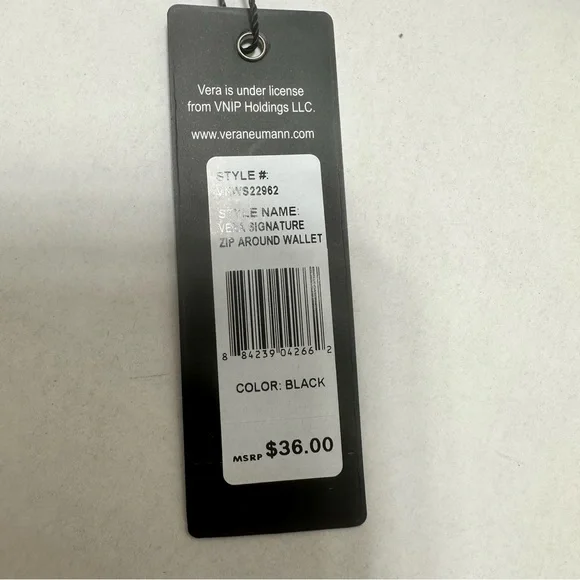 Vera is under license
from VNIP Holdings LLC.
www.veraneumann.com
STYLE #:
STYLE NAME:
VERA SIGNATURE
ZIP AROUND WALLET
8 84239 04266 2
COLOR: BLACK
MSRP $36.00